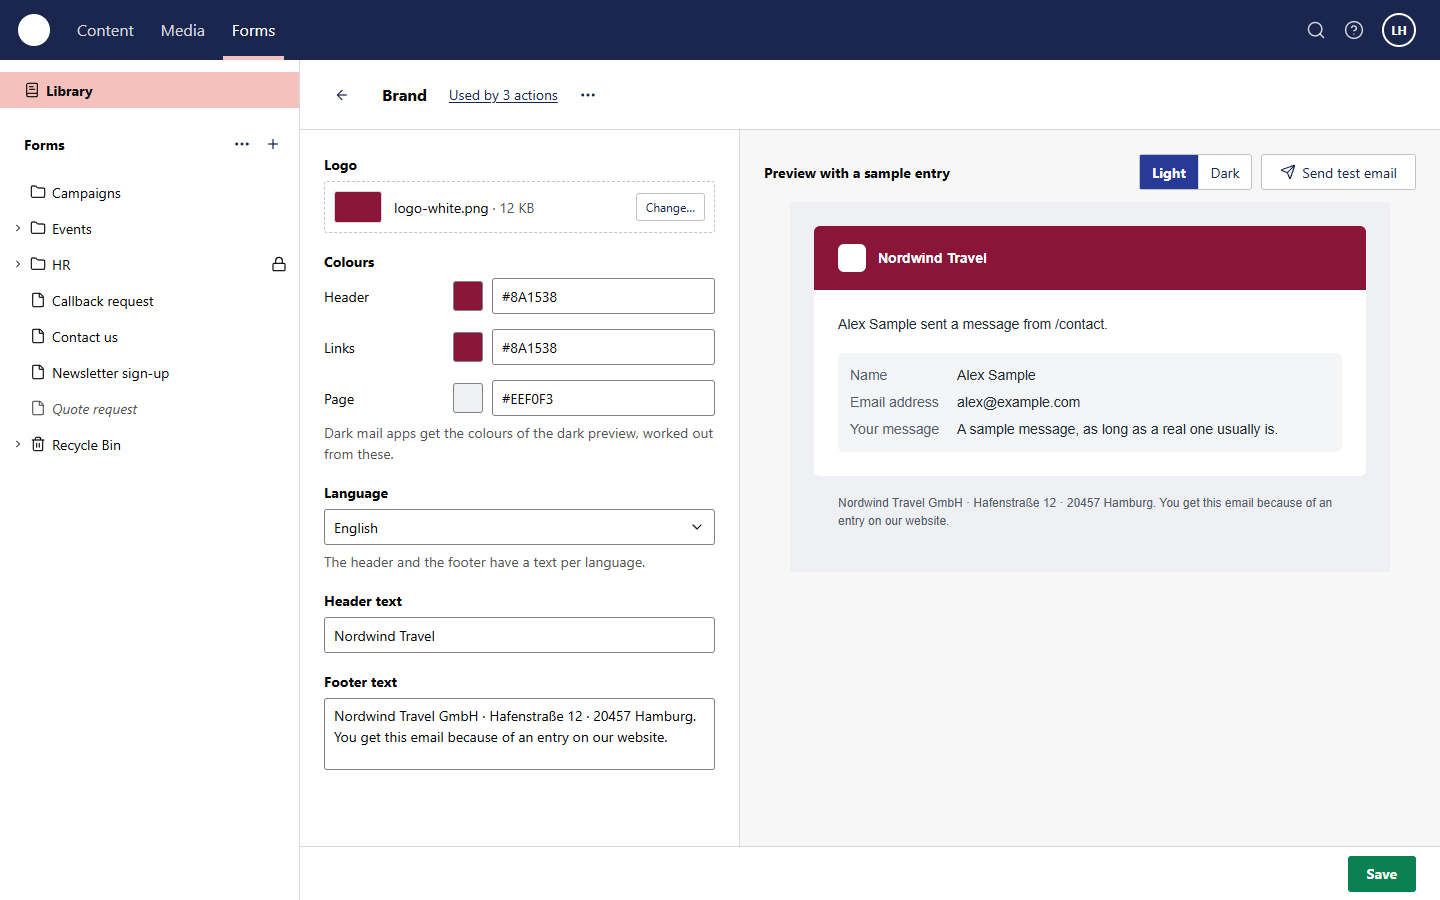 Content Media Forms
LH
Library
Forms
Campaigns
Events
HR
Callback request
Contact us
Newsletter sign-up
Quote request
Recycle Bin
Brand Used by 3 actions
Logo
logo-white.png · 12 KB Change...
Colours
Header #8A1538
Links #8A1538
Page #EEF0F3
Dark mail apps get the colours of the dark preview, worked out
from these.
Language
English
The header and the footer have a text per language.
Header text
Nordwind Travel
Footer text
Nordwind Travel GmbH · Hafenstraße 12 · 20457 Hamburg.
You get this email because of an entry on our website.
Preview with a sample entry Light Dark Send test email
Nordwind Travel
Alex Sample sent a message from /contact.
Name Alex Sample
Email address alex@example.com
Your message A sample message, as long as a real one usually is.
Nordwind Travel GmbH · Hafenstraße 12 · 20457 Hamburg. You get this email because of an
entry on our website.
Save